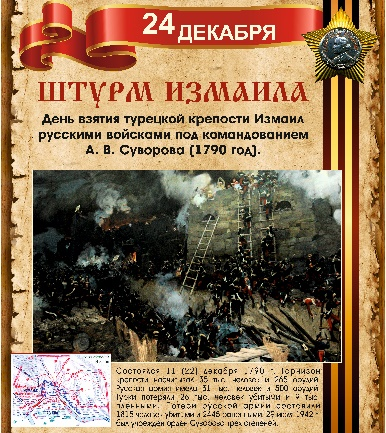 24 ДЕКАБРЯ
ШТУРМ ИЗМАИЛА
День взятия турецкой крепости Измаил
русскими войсками под командованием
А. В. Суворова (1790 год).
Состоялся 11 (22) декабря 1790 г. Гарнизон
крепости насчитывал 35 тыс. человек и 265 орудий.
Русская армия имела 31 тыс. человек и 500 орудий.
Турки потеряли 26 тыс. человек убитыми и 9 тыс.
пленными. Потери русской армии составили
1815 человек убитыми и 2445 ранеными. 29 июля 1942 г.
был учрежден орден Суворова трех степеней.